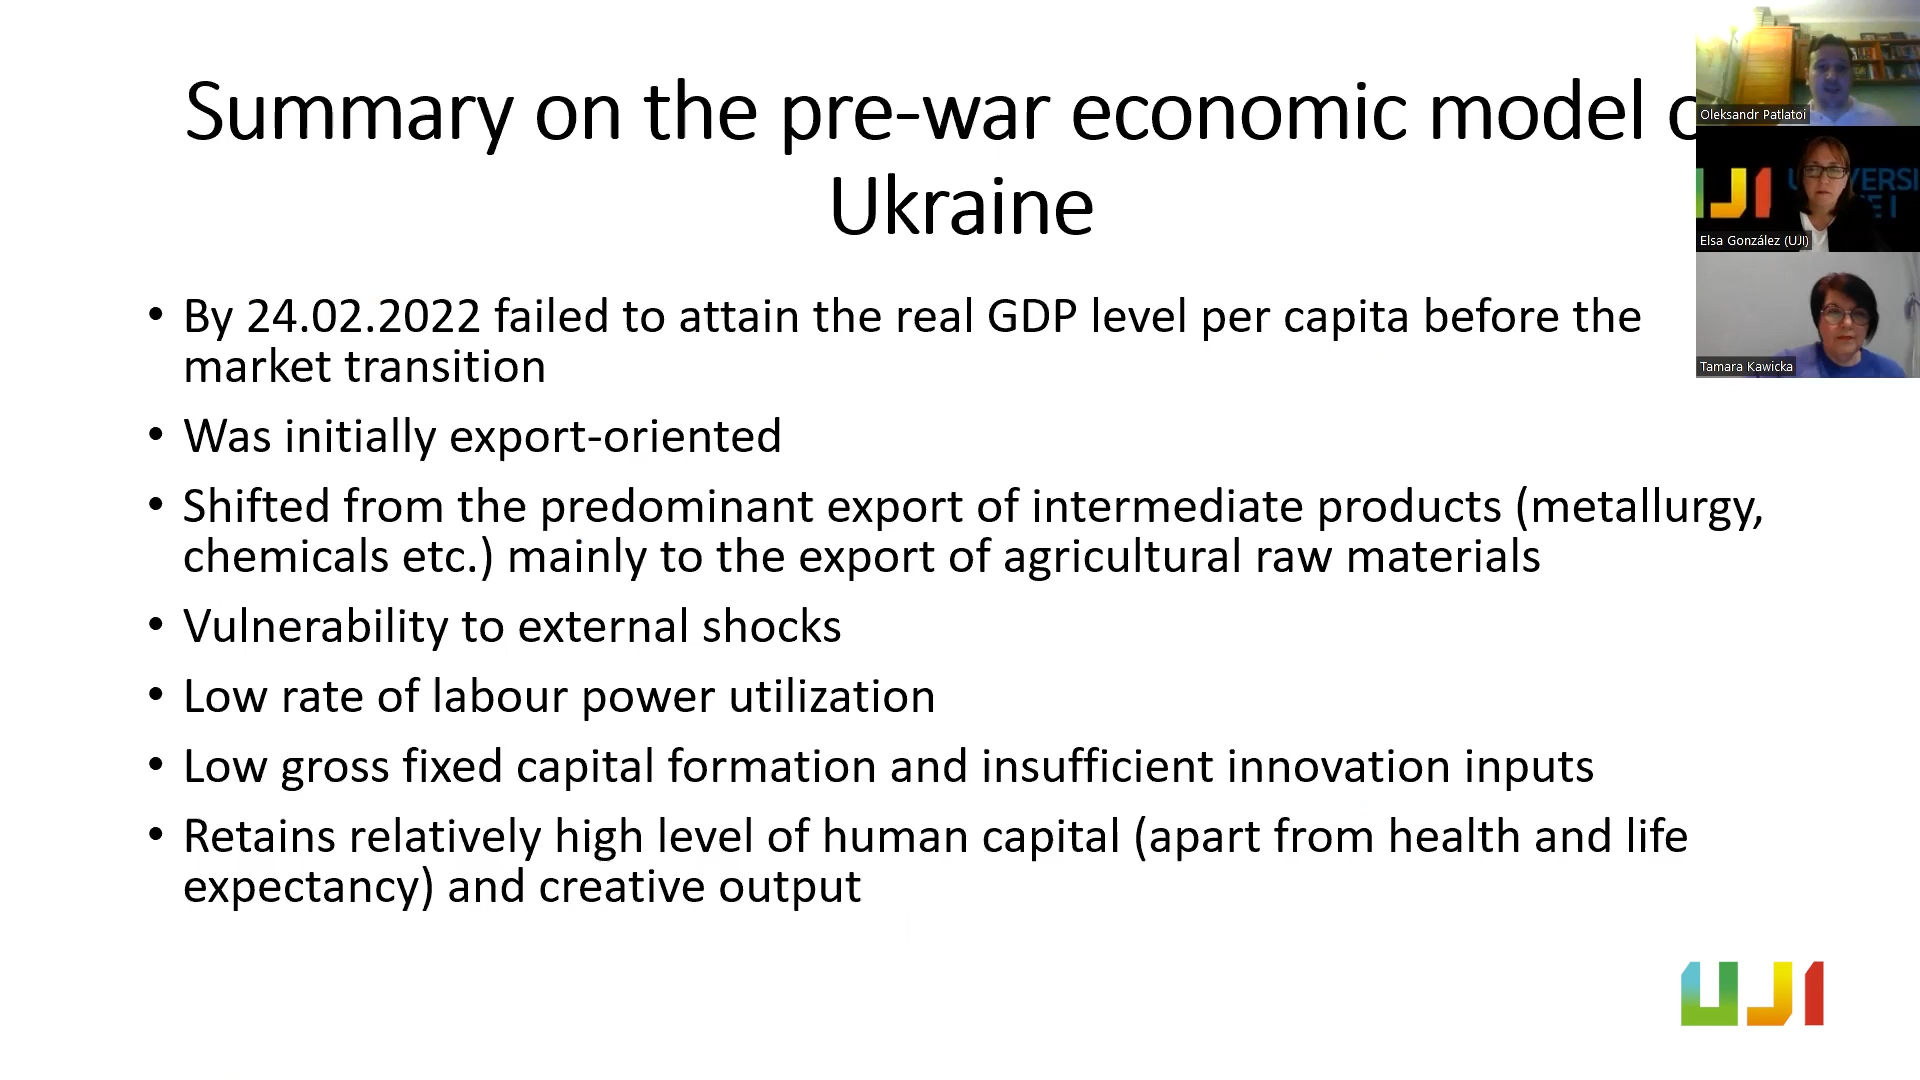 Summary on the pre-war economic model o
Ukraine
• By 24.02.2022 failed to attain the real GDP level per capita before the
market transition
• Was initially export-oriented
• Shifted from the predominant export of intermediate products (metallurgy,
chemicals etc.) mainly to the export of agricultural raw materials
• Vulnerability to external shocks
• Low rate of labour power utilization
• Low gross fixed capital formation and insufficient innovation inputs
• Retains relatively high level of human capital (apart from health and life
expectancy) and creative output
Oleksandr Patlatoi
UJI
Elsa González (UJI)
Tamara Kawicka
UJI